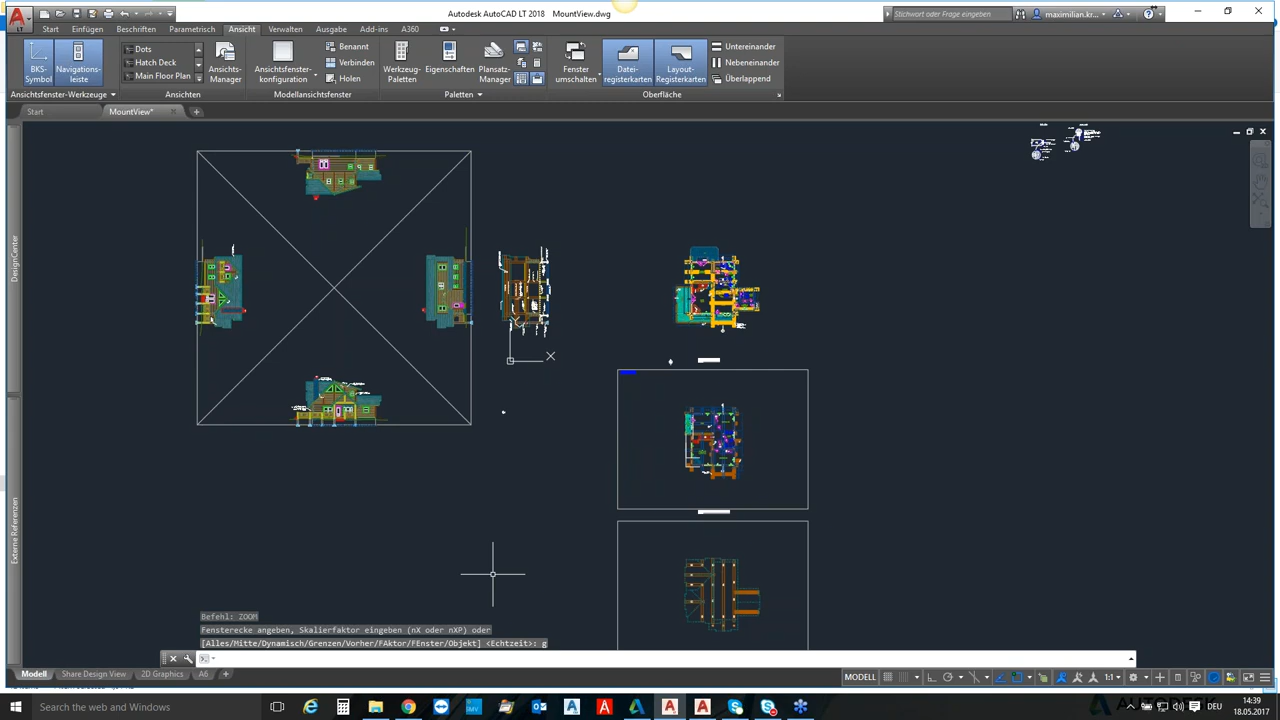 Autodesk AutoCAD LT 2018 MountView.dwg
Stichwort oder Frage eingeben
maximilian.kr...
LT
Start Einfügen Beschriften Parametrisch Ansicht Verwalten Ausgabe Add-ins A360
BKS-Symbol
Navigations-leiste
Dots
Hatch Deck
Main Floor Plan
Ansichts-Manager
Ansichtsfenster-konfiguration
Benannt
Verbinden
Holen
Werkzeug-Paletten
Eigenschaften
Plansatz-Manager
Fenster umschalten
Datei-registerkarten
Layout-Registerkarten
Untereinander
Nebeneinander
Überlappend
Ansichtsfenster-Werkzeuge Ansichten Modellansichtsfenster Paletten Oberfläche
Start MountView*
DesignCenter
Externe Referenzen
Befehl: ZOOM
Fensterecke angeben, Skalierfaktor eingeben (nX oder nXP) oder
[Alles/Mitte/Dynamisch/Grenzen/Vorher/FAktor/FEnster/Objekt] <Echtzeit>: g
Modell Share Design View 2D Graphics A6
MODELL 1:1
Search the web and Windows
AUTODESK
DEU
14:39
18.05.2017